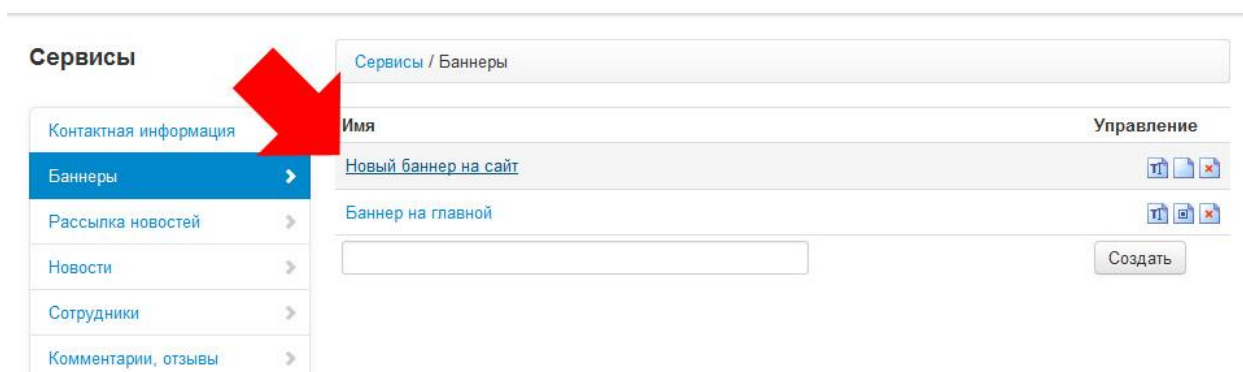 Сервисы
Сервисы / Баннеры
Контактная информация
Баннеры
Рассылка новостей
Новости
Сотрудники
Комментарии, отзывы
Имя Управление
Новый баннер на сайт
Баннер на главной
Создать